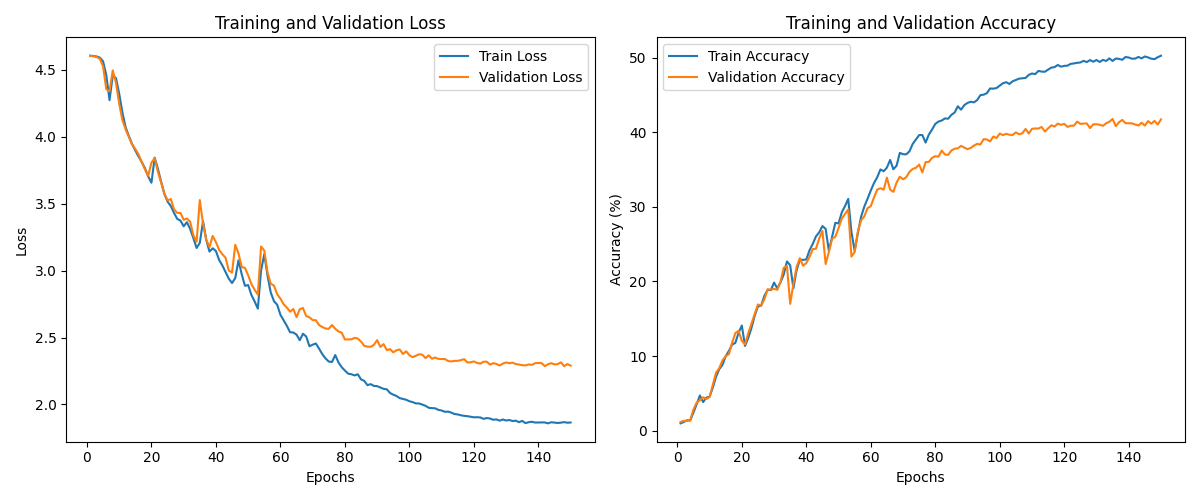 Training and Validation Loss
Train Loss
Validation Loss
4.5
4.0
3.5
3.0
2.5
2.0
Loss
0 20 40 60 80 100 120 140
Epochs
Training and Validation Accuracy
Train Accuracy
Validation Accuracy
50
40
30
20
10
0
Accuracy (%)
0 20 40 60 80 100 120 140
Epochs